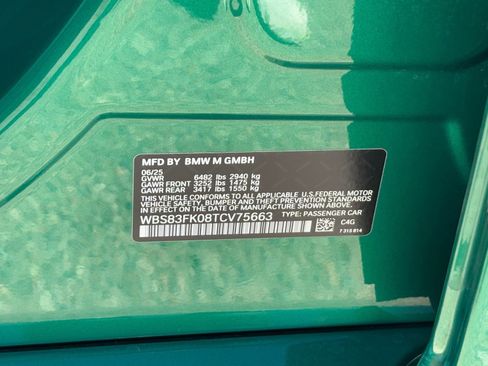 MFD BY BMW M GMBH
06/25
GVWR 6482 lbs 2940 kg
GAWR FRONT 3252 lbs 1475 kg
GAWR REAR 3417 lbs 1550 kg
THIS VEHICLE CONFORMS TO ALL APPLICABLE U.S. FEDERAL MOTOR
VEHICLE SAFETY, BUMPER AND THEFT PREVENTION STANDARDS IN
EFFECT ON THE DATE OF MANUFACTURE SHOWN ABOVE.
WBS83FK08TCV75663 TYPE: PASSENGER CAR
C4G
7 315 814